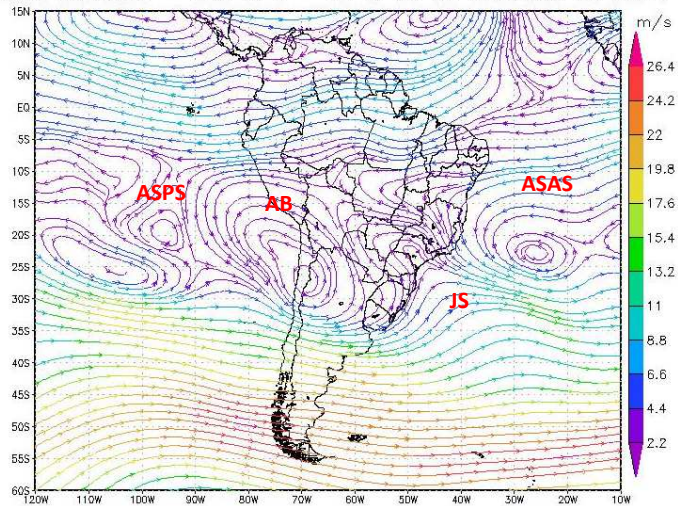 15N
m/s
10N
5N
EQ
5S
10S
15S
20S
25S
30S
35S
40S
45S
50S
55S
60S
120W 110W 100W 90W 80W 70W 60W 50W 40W 30W 20W 10W
ASPS
AB
ASAS
JS
26.4
24.2
22
19.8
17.6
15.4
13.2
11
8.8
6.6
4.4
2.2